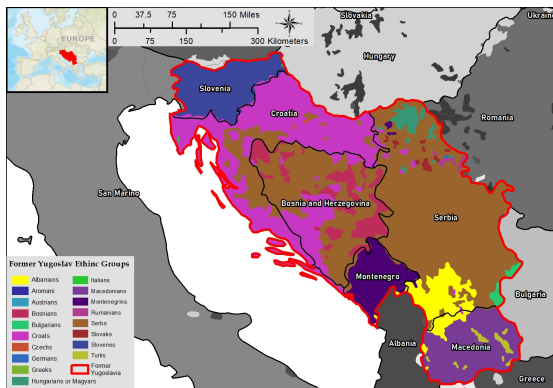 EUROPE
0 37.5 75 150 Miles
0 75 150 300 Kilometers
Slovakia
Ukraine
Hungary
Slovenia
Croatia
Romania
San Marino
Bosnia and Herzegovina
Serbia
Montenegro
Bulgaria
Albania
Macedonia
Greece
Former Yugoslav Ethinc Groups
Albanians
Aromani
Austrians
Bosnians
Bulgarians
Croats
Czechs
Germans
Greeks
Hungarians or Magyars
Italians
Macedonians
Montenegrins
Rumanians
Serbs
Slovaks
Slovenes
Turks
Former
Yugoslavia